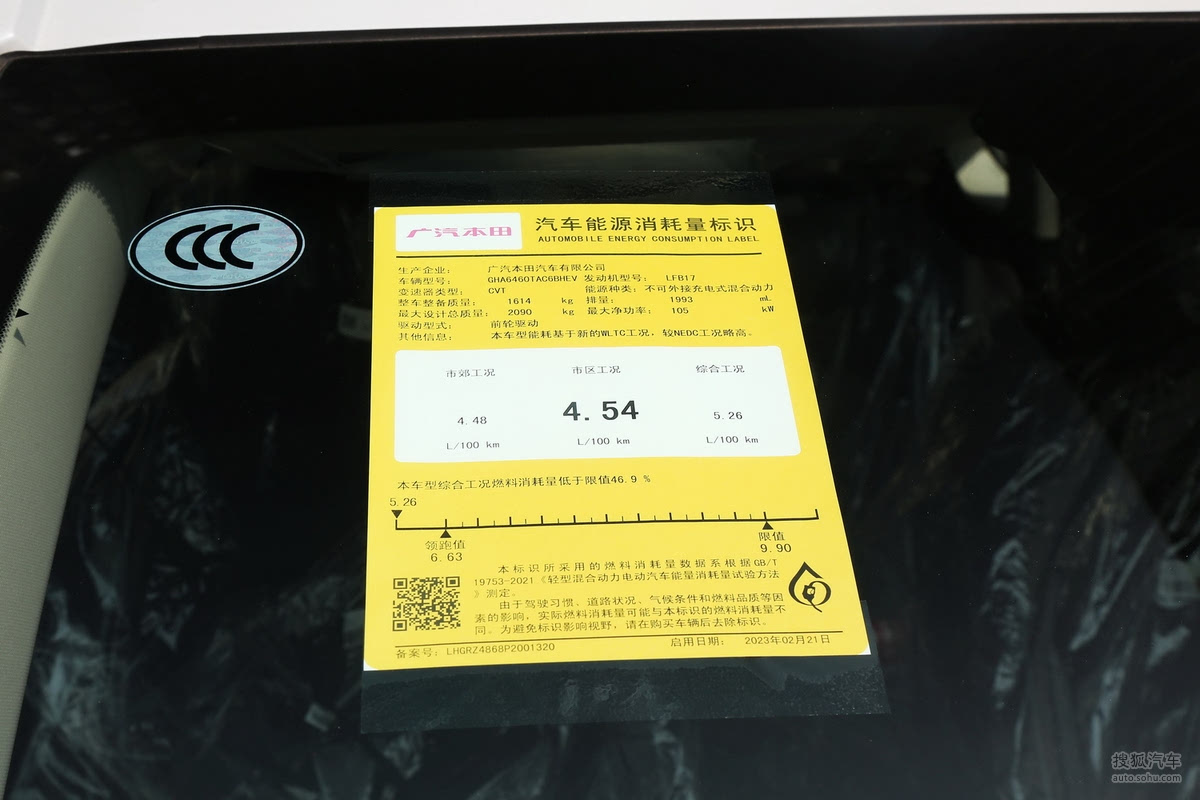 CCC
广汽本田
汽车能源消耗量标识
AUTOMOBILE ENERGY CONSUMPTION LABEL
生产企业: 广汽本田汽车有限公司
车辆型号: GHA6460TAC6BHEV 发动机型号: LFB17
变速器类型: CVT 能源种类: 不可外接充电式混合动力
整车整备质量: 1614 kg 排量: 1993 mL
最大设计总质量: 2090 kg 最大净功率: 105 kW
驱动型式: 前轮驱动
其他信息: 本车型能耗基于新的WLTC工况，较NEDC工况略高。
市郊工况 市区工况 综合工况
4.48 4.54 5.26
L/100 km L/100 km L/100 km
本车型综合工况燃料消耗量低于限值46.9 %
5.26
领跑值 限值
6.63 9.90
本标识所采用的燃料消耗量数据系根据GB/T
19753-2021《轻型混合动力电动汽车能量消耗量试验方法
》测定。
由于驾驶习惯、道路状况、气候条件和燃料品质等因
素的影响，实际燃料消耗量可能与本标识的燃料消耗量不
同。为避免标识影响视野，请在购买车辆后去除标识。
备案号: LHGRZ4868P2001320 启用日期: 2023年02月21日
搜狐汽车
auto.sohu.com